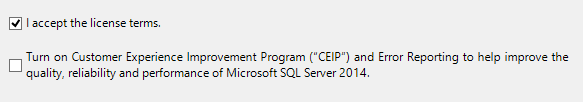 I accept the license terms.
Turn on Customer Experience Improvement Program ("CEIP") and Error Reporting to help improve the
quality, reliability and performance of Microsoft SQL Server 2014.